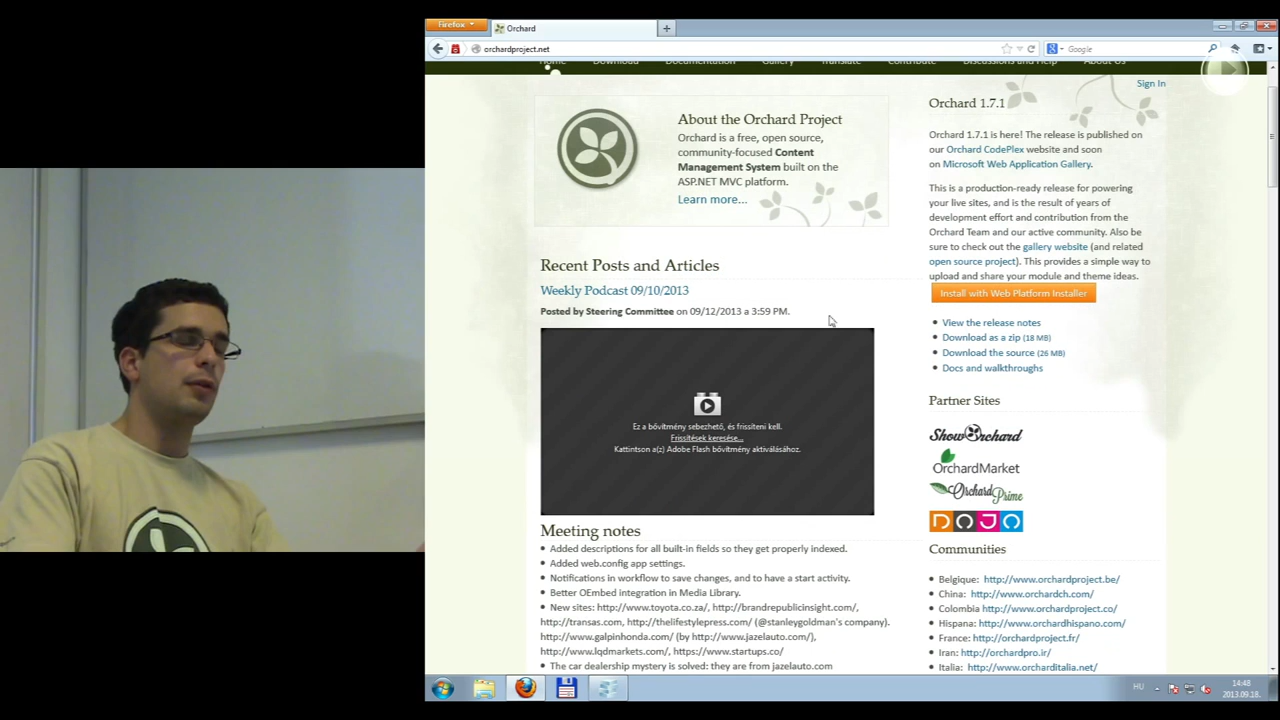 Firefox
Orchard
orchardproject.net
Google
Home Download Documentation Gallery Translate Contribute Discussions and Help About Us
Sign In
About the Orchard Project
Orchard is a free, open source,
community-focused Content
Management System built on the
ASP.NET MVC platform.
Learn more...
Recent Posts and Articles
Weekly Podcast 09/10/2013
Posted by Steering Committee on 09/12/2013 a 3:59 PM.
Ez a bővítmény sebezhető, és frissíteni kell.
Frissítések keresése...
Kattintson a(z) Adobe Flash bővítmény aktiválásához.
Meeting notes
Added descriptions for all built-in fields so they get properly indexed.
Added web.config app settings.
Notifications in workflow to save changes, and to have a start activity.
Better OEmbed integration in Media Library.
New sites: http://www.toyota.co.za/, http://brandrepublicinsight.com/,
http://transas.com, http://thelifestylepress.com/ (@stanleygoldman's company).
http://www.galpinhonda.com/ (by http://www.jazelauto.com/),
http://www.lqdmarkets.com/, https://www.startups.co/
The car dealership mystery is solved: they are from jazelauto.com
Orchard 1.7.1
Orchard 1.7.1 is here! The release is published on
our Orchard CodePlex website and soon
on Microsoft Web Application Gallery.
This is a production-ready release for powering
your live sites, and is the result of years of
development effort and contribution from the
Orchard Team and our active community. Also be
sure to check out the gallery website (and related
open source project). This provides a simple way to
upload and share your module and theme ideas.
Install with Web Platform Installer
View the release notes
Download as a zip (18 MB)
Download the source (26 MB)
Docs and walkthroughs
Partner Sites
Show Orchard
OrchardMarket
Orchard Prime
DOJO
Communities
Belgique: http://www.orchardproject.be/
China: http://www.orchardch.com/
Colombia http://www.orchardproject.co/
Hispana: http://www.orchardhispano.com/
France: http://orchardproject.fr/
Iran: http://orchardpro.ir/
Italia: http://www.orcharditalia.net/
HU
14:48
2013.09.18.